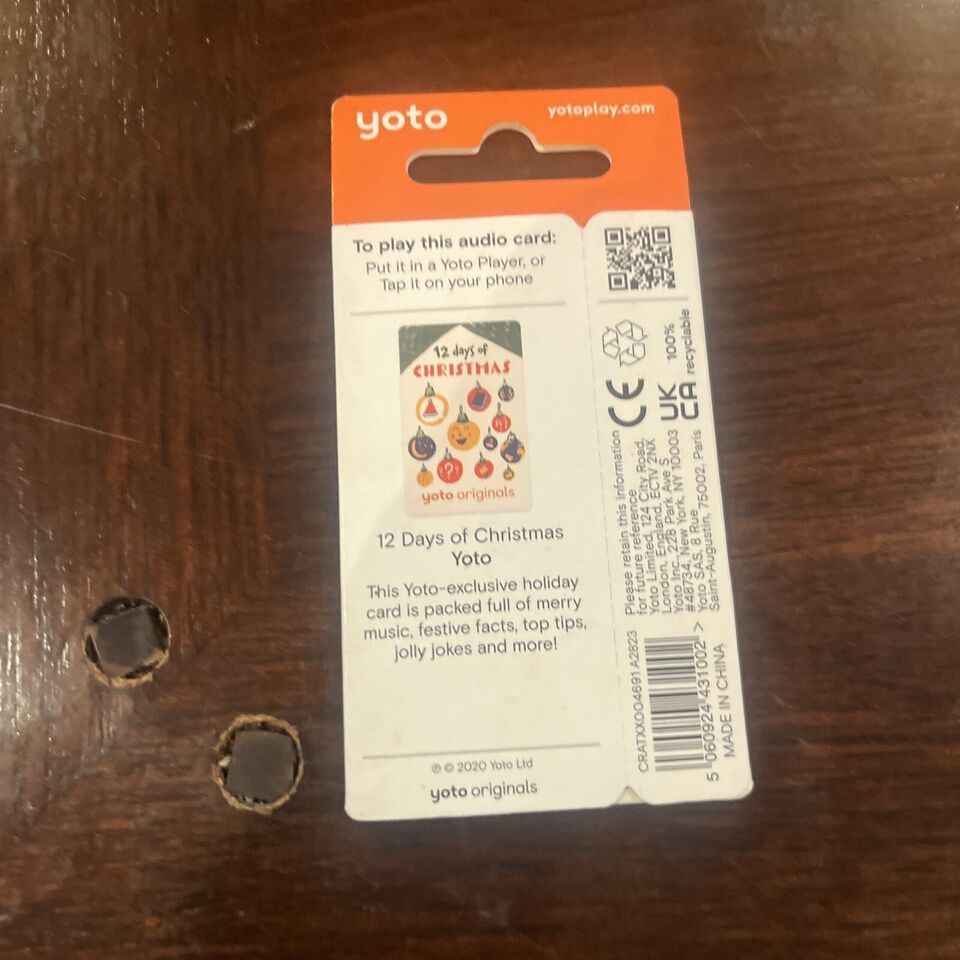 yoto
yotoplay.com
To play this audio card:
Put it in a Yoto Player, or
Tap it on your phone
12 days of
CHRISTMAS
?
yoto originals
12 Days of Christmas
Yoto
This Yoto-exclusive holiday
card is packed full of merry
music, festive facts, top tips,
jolly jokes and more!
℗ © 2020 Yoto Ltd
yoto originals
CE
UK
CA
100%
recyclable
Please retain this information
for future reference
Yoto Limited, 124 City Road,
London, England, EC1V 2NX
Yoto Inc, 228 Park Ave S
#48734, New York, NY 10003
Yoto SAS, 8 Rue
Saint-Augustin, 75002, Paris
CRATXX004691A2823
5 060924 431002 >
MADE IN CHINA